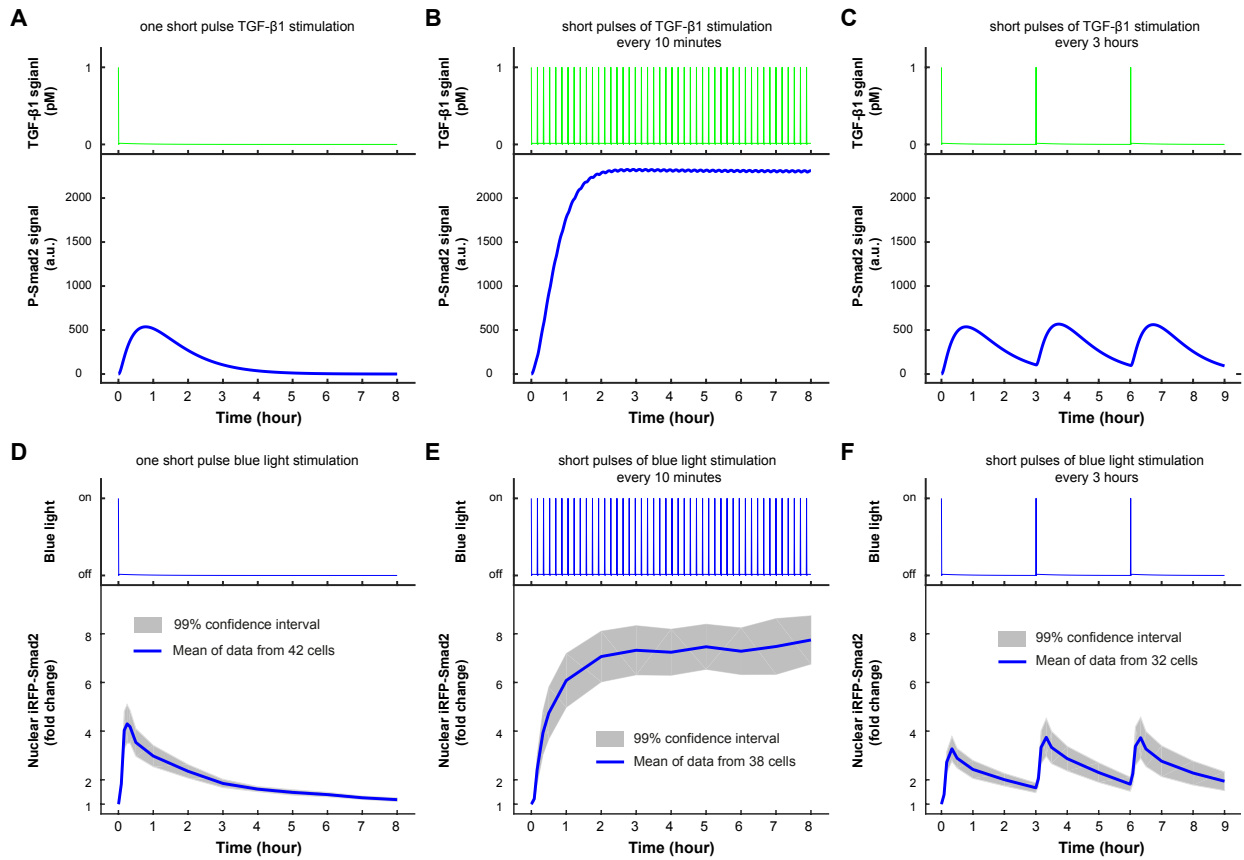 A
one short pulse TGF-β1 stimulation
TGF-β1 sgianl
(pM)
1
0
P-Smad2 signal
(a.u.)
2000
1500
1000
500
0
0 1 2 3 4 5 6 7 8
Time (hour)
B
short pulses of TGF-β1 stimulation
every 10 minutes
TGF-β1 sgianl
(pM)
1
0
P-Smad2 signal
(a.u.)
2000
1500
1000
500
0
0 1 2 3 4 5 6 7 8
Time (hour)
C
short pulses of TGF-β1 stimulation
every 3 hours
TGF-β1 sgianl
(pM)
1
0
P-Smad2 signal
(a.u.)
2000
1500
1000
500
0
0 1 2 3 4 5 6 7 8 9
Time (hour)
D
one short pulse blue light stimulation
Blue light
on
off
Nuclear iRFP-Smad2
(fold change)
8
6
4
2
1
99% confidence interval
Mean of data from 42 cells
0 1 2 3 4 5 6 7 8
Time (hour)
E
short pulses of blue light stimulation
every 10 minutes
Blue light
on
off
Nuclear iRFP-Smad2
(fold change)
8
6
4
2
1
99% confidence interval
Mean of data from 38 cells
0 1 2 3 4 5 6 7 8
Time (hour)
F
short pulses of blue light stimulation
every 3 hours
Blue light
on
off
Nuclear iRFP-Smad2
(fold change)
8
6
4
2
1
99% confidence interval
Mean of data from 32 cells
0 1 2 3 4 5 6 7 8 9
Time (hour)